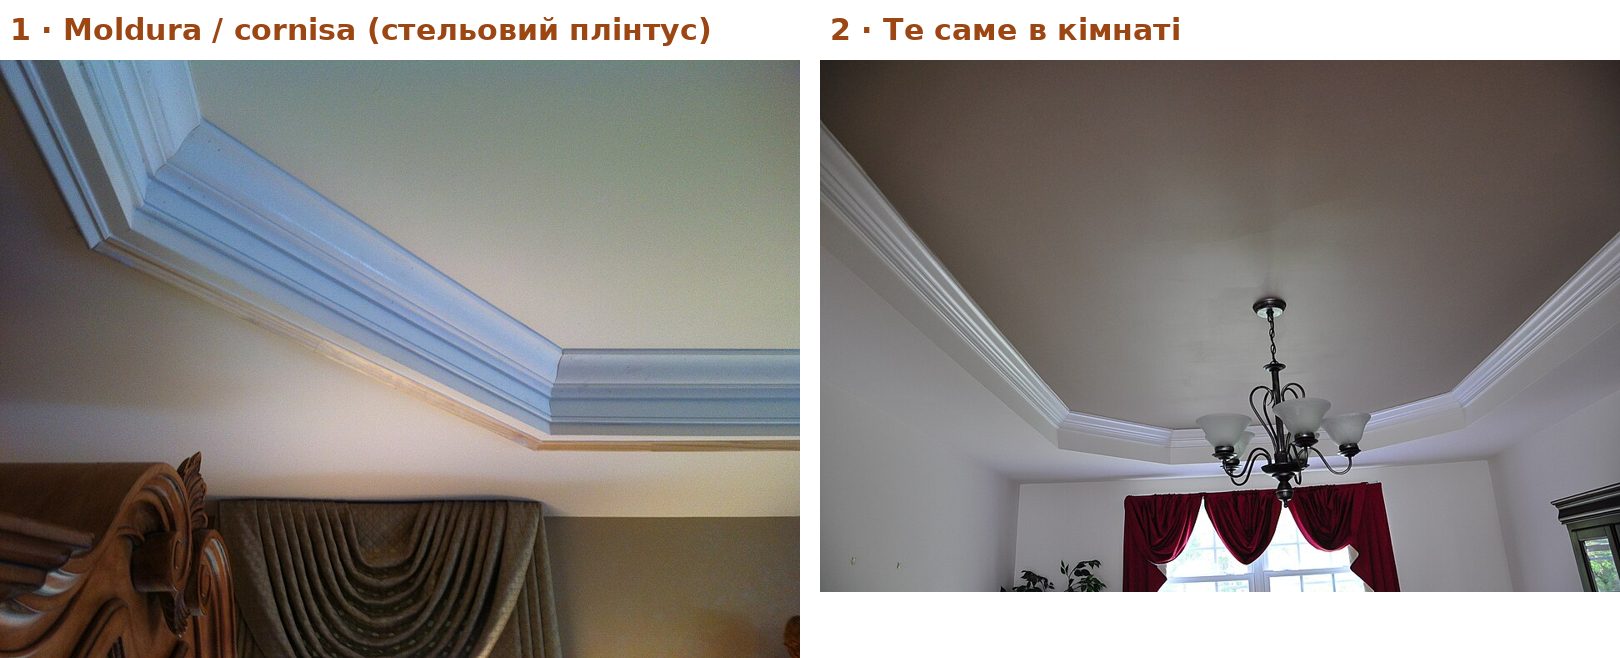 1 · Moldura / cornisa (стельовий плінтус)
2 · Те саме в кімнаті